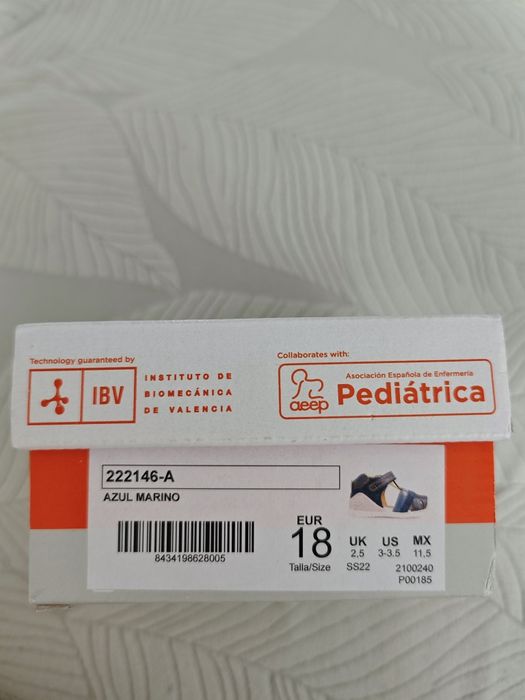 Technology guaranteed by
IBV
INSTITUTO DE
BIOMECÁNICA
DE VALENCIA
Collaborates with:
aeep
Asociación Española de Enfermería
Pediátrica
222146-A
AZUL MARINO
8434198628005
EUR
18
Talla/Size
UK US MX
2,5 3-3.5 11,5
SS22 2100240
P00185